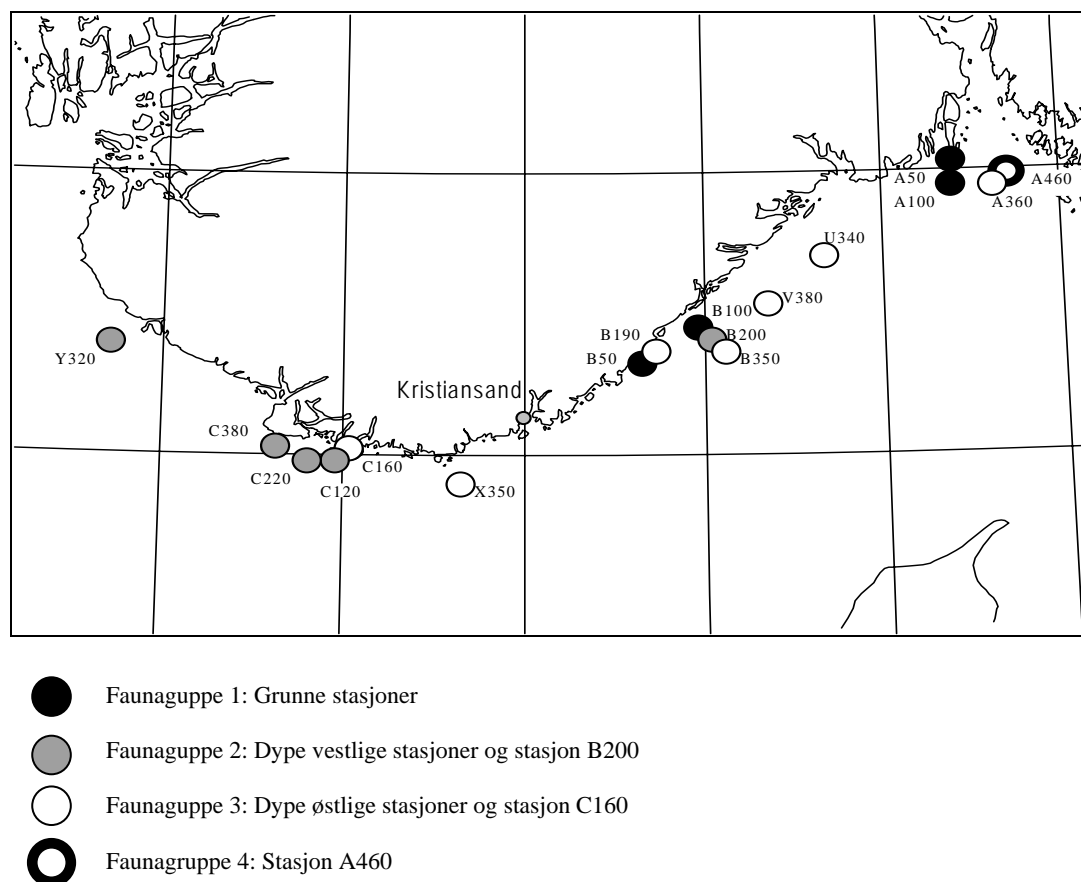 A50
A460
A100
A360
U340
V380
B100
B190
B200
B50
B350
Y320
Kristiansand
C380
C160
C220
C120
X350
Faunaguppe 1: Grunne stasjoner
Faunaguppe 2: Dype vestlige stasjoner og stasjon B200
Faunaguppe 3: Dype østlige stasjoner og stasjon C160
Faunagruppe 4: Stasjon A460